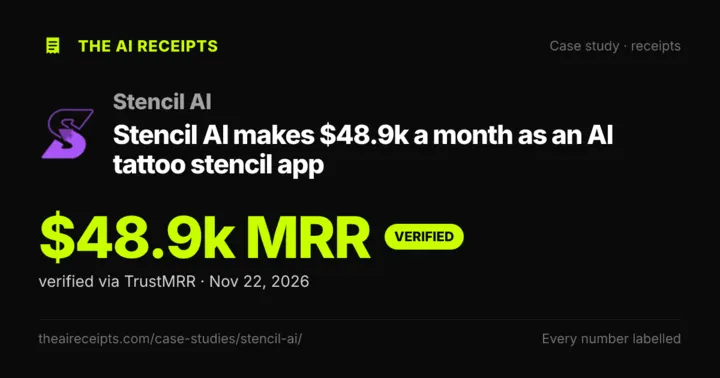 THE AI RECEIPTS
Case study · receipts
Stencil AI
Stencil AI makes $48.9k a month as an AI
tattoo stencil app
$48.9k MRR
VERIFIED
verified via TrustMRR · Nov 22, 2026
theaireceipts.com/case-studies/stencil-ai/
Every number labelled